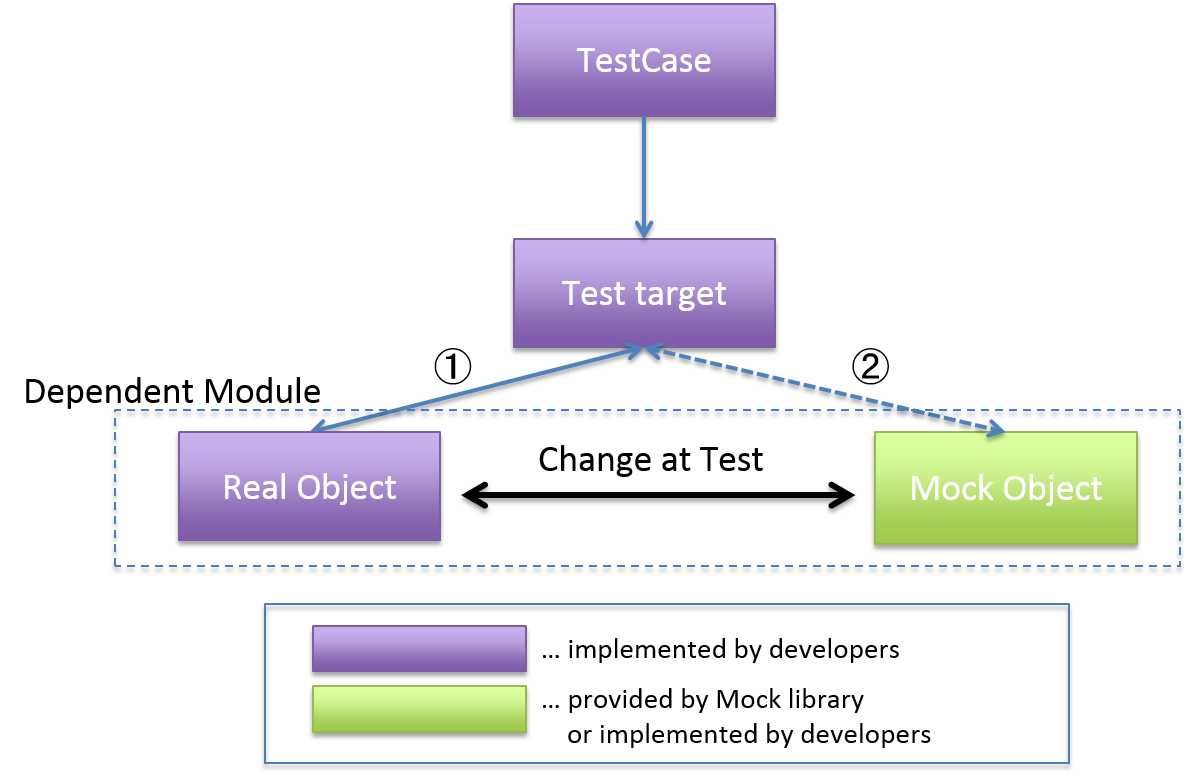 TestCase
Test target
①
②
Dependent Module
Change at Test
Real Object
Mock Object
... implemented by developers
... provided by Mock library
or implemented by developers